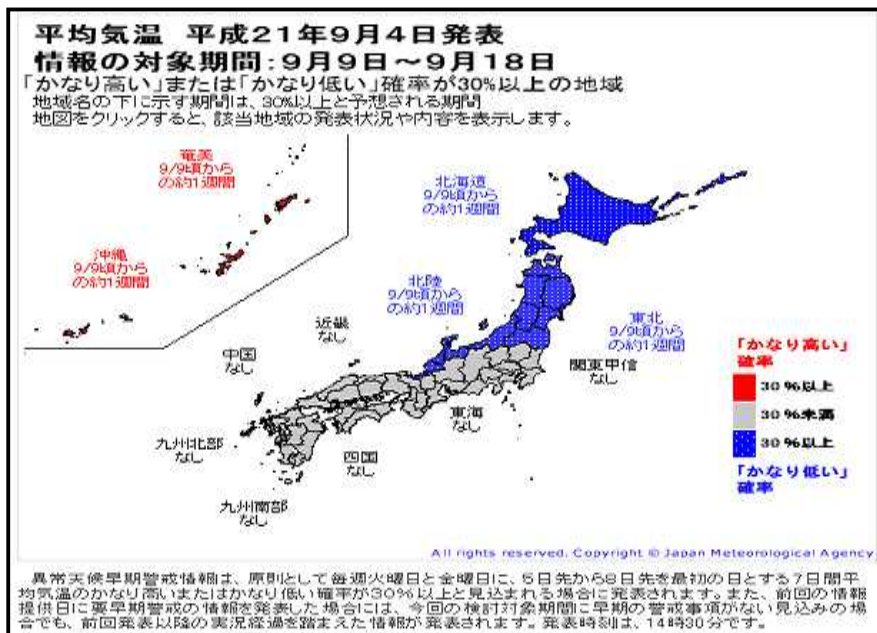 平均気温 平成21年9月4日発表
情報の対象期間:9月9日～9月18日
「かなり高い」または「かなり低い」確率が30%以上の地域
地域名の下に示す期間は、30%以上と予想される期間
地図をクリックすると、該当地域の発表状況や内容を表示します。
奄美
9/9頃から
の約1週間
北海道
9/9頃から
の約1週間
沖縄
9/9頃から
の約1週間
北陸
9/9頃から
の約1週間
東北
9/9頃から
の約1週間
近畿
なし
中国
なし
関東甲信
なし
東海
なし
九州北部
なし
四国
なし
九州南部
なし
「かなり高い」
確率
30%以上
30%未満
30%以上
「かなり低い」
確率
All rights reserved. Copyright © Japan Meteorological Agency
異常天候早期警戒情報は、原則として毎週火曜日と金曜日に、5日先から8日先を最初の日とする7日間平
均気温のかなり高いまたはかなり低い確率が30%以上と見込まれる場合に発表されます。また、前回の情報
提供日に要早期警戒の情報を発表した場合には、今回の検討対象期間に早期の警戒事項がない見込みの場
合でも、前回発表以降の実況経過を踏まえた情報が発表されます。発表時刻は、14時30分です。